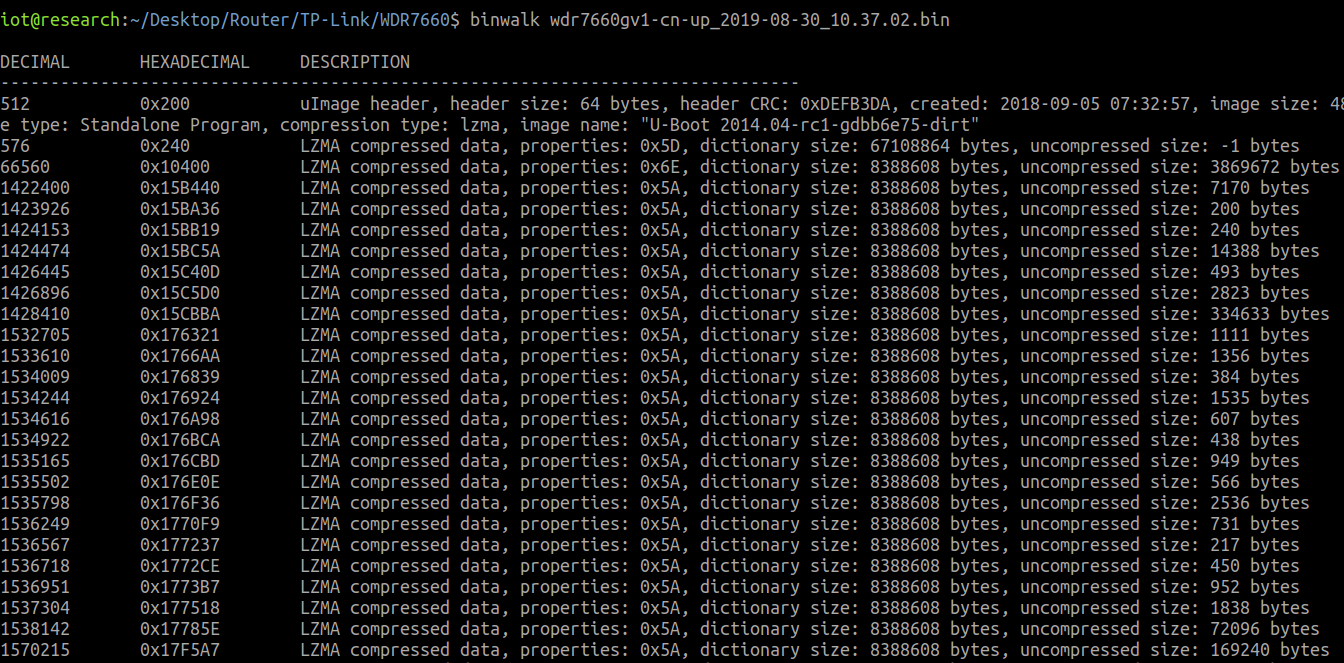 iot@research:~/Desktop/Router/TP-Link/WDR7660$ binwalk wdr7660gv1-cn-up_2019-08-30_10.37.02.bin
DECIMAL       HEXADECIMAL     DESCRIPTION
--------------------------------------------------------------------------------
512           0x200           uImage header, header size: 64 bytes, header CRC: 0xDEFB3DA, created: 2018-09-05 07:32:57, image size: 48
e type: Standalone Program, compression type: lzma, image name: "U-Boot 2014.04-rc1-gdbb6e75-dirt"
576           0x240           LZMA compressed data, properties: 0x5D, dictionary size: 67108864 bytes, uncompressed size: -1 bytes
66560         0x10400         LZMA compressed data, properties: 0x6E, dictionary size: 8388608 bytes, uncompressed size: 3869672 bytes
1422400       0x15B440        LZMA compressed data, properties: 0x5A, dictionary size: 8388608 bytes, uncompressed size: 7170 bytes
1423926       0x15BA36        LZMA compressed data, properties: 0x5A, dictionary size: 8388608 bytes, uncompressed size: 200 bytes
1424153       0x15BB19        LZMA compressed data, properties: 0x5A, dictionary size: 8388608 bytes, uncompressed size: 240 bytes
1424474       0x15BC5A        LZMA compressed data, properties: 0x5A, dictionary size: 8388608 bytes, uncompressed size: 14388 bytes
1426445       0x15C40D        LZMA compressed data, properties: 0x5A, dictionary size: 8388608 bytes, uncompressed size: 493 bytes
1426896       0x15C5D0        LZMA compressed data, properties: 0x5A, dictionary size: 8388608 bytes, uncompressed size: 2823 bytes
1428410       0x15CBBA        LZMA compressed data, properties: 0x5A, dictionary size: 8388608 bytes, uncompressed size: 334633 bytes
1532705       0x176321        LZMA compressed data, properties: 0x5A, dictionary size: 8388608 bytes, uncompressed size: 1111 bytes
1533610       0x1766AA        LZMA compressed data, properties: 0x5A, dictionary size: 8388608 bytes, uncompressed size: 1356 bytes
1534009       0x176839        LZMA compressed data, properties: 0x5A, dictionary size: 8388608 bytes, uncompressed size: 384 bytes
1534244       0x176924        LZMA compressed data, properties: 0x5A, dictionary size: 8388608 bytes, uncompressed size: 1535 bytes
1534616       0x176A98        LZMA compressed data, properties: 0x5A, dictionary size: 8388608 bytes, uncompressed size: 607 bytes
1534922       0x176BCA        LZMA compressed data, properties: 0x5A, dictionary size: 8388608 bytes, uncompressed size: 438 bytes
1535165       0x176CBD        LZMA compressed data, properties: 0x5A, dictionary size: 8388608 bytes, uncompressed size: 949 bytes
1535502       0x176E0E        LZMA compressed data, properties: 0x5A, dictionary size: 8388608 bytes, uncompressed size: 566 bytes
1535798       0x176F36        LZMA compressed data, properties: 0x5A, dictionary size: 8388608 bytes, uncompressed size: 2536 bytes
1536249       0x1770F9        LZMA compressed data, properties: 0x5A, dictionary size: 8388608 bytes, uncompressed size: 731 bytes
1536567       0x177237        LZMA compressed data, properties: 0x5A, dictionary size: 8388608 bytes, uncompressed size: 217 bytes
1536718       0x1772CE        LZMA compressed data, properties: 0x5A, dictionary size: 8388608 bytes, uncompressed size: 450 bytes
1536951       0x1773B7        LZMA compressed data, properties: 0x5A, dictionary size: 8388608 bytes, uncompressed size: 952 bytes
1537304       0x177518        LZMA compressed data, properties: 0x5A, dictionary size: 8388608 bytes, uncompressed size: 1838 bytes
1538142       0x17785E        LZMA compressed data, properties: 0x5A, dictionary size: 8388608 bytes, uncompressed size: 72096 bytes
1570215       0x17F5A7        LZMA compressed data, properties: 0x5A, dictionary size: 8388608 bytes, uncompressed size: 169240 bytes